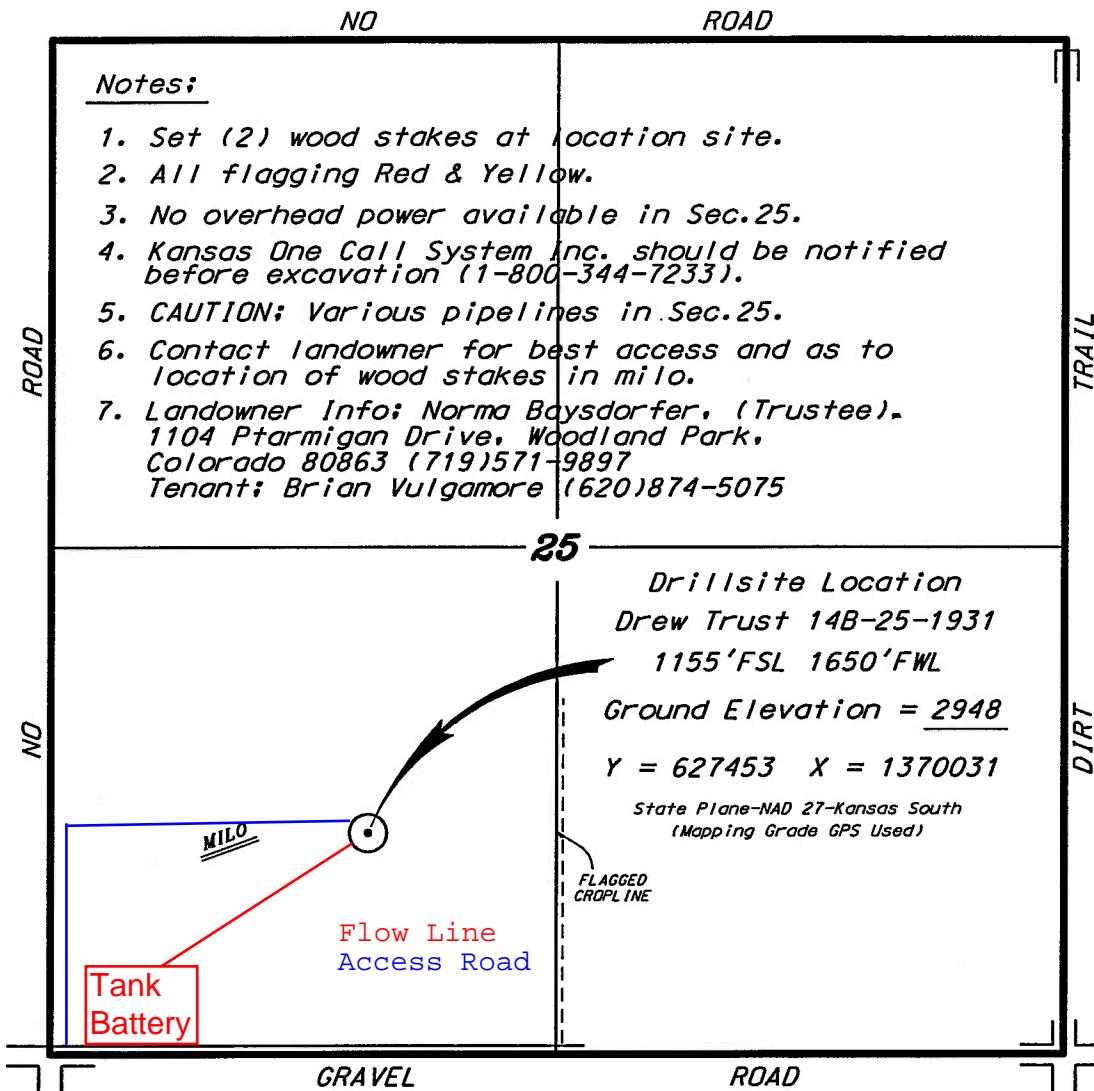 NO ROAD
Notes:
1. Set (2) wood stakes at location site.
2. All flagging Red & Yellow.
3. No overhead power available in Sec.25.
4. Kansas One Call System Inc. should be notified
before excavation (1-800-344-7233).
5. CAUTION: Various pipelines in Sec.25.
6. Contact landowner for best access and as to
location of wood stakes in milo.
7. Landowner Info: Norma Baysdorfer, (Trustee),
1104 Ptarmigan Drive, Woodland Park,
Colorado 80863 (719)571-9897
Tenant: Brian Vulgamore (620)874-5075
NO ROAD
DIRT TRAIL
25
Drillsite Location
Drew Trust 14B-25-1931
1155'FSL 1650'FWL
Ground Elevation = 2948
Y = 627453 X = 1370031
State Plane-NAD 27-Kansas South
(Mapping Grade GPS Used)
MILO
FLAGGED
CROPLINE
Flow Line
Access Road
Tank
Battery
GRAVEL ROAD